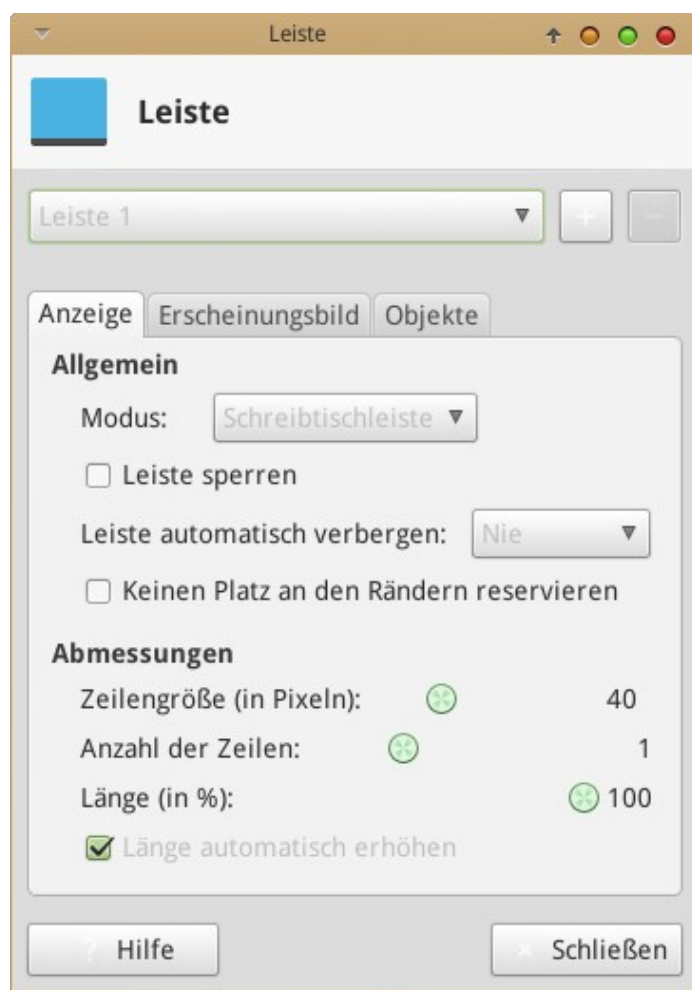 Leiste
Leiste
Leiste 1
Anzeige Erscheinungsbild Objekte
Allgemein
Modus: Schreibtischleiste
Leiste sperren
Leiste automatisch verbergen: Nie
Keinen Platz an den Rändern reservieren
Abmessungen
Zeilengröße (in Pixeln): 40
Anzahl der Zeilen: 1
Länge (in %): 100
Länge automatisch erhöhen
Hilfe Schließen